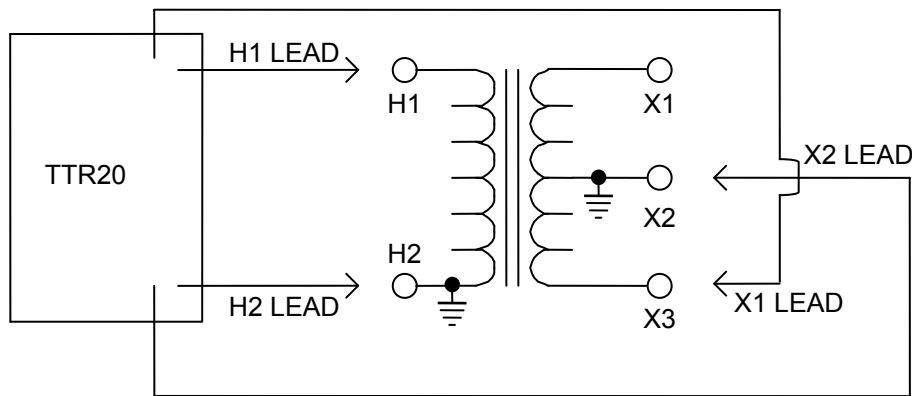 H1 LEAD
H1
X1
TTR20
X2 LEAD
X2
H2
H2 LEAD
X3
X1 LEAD